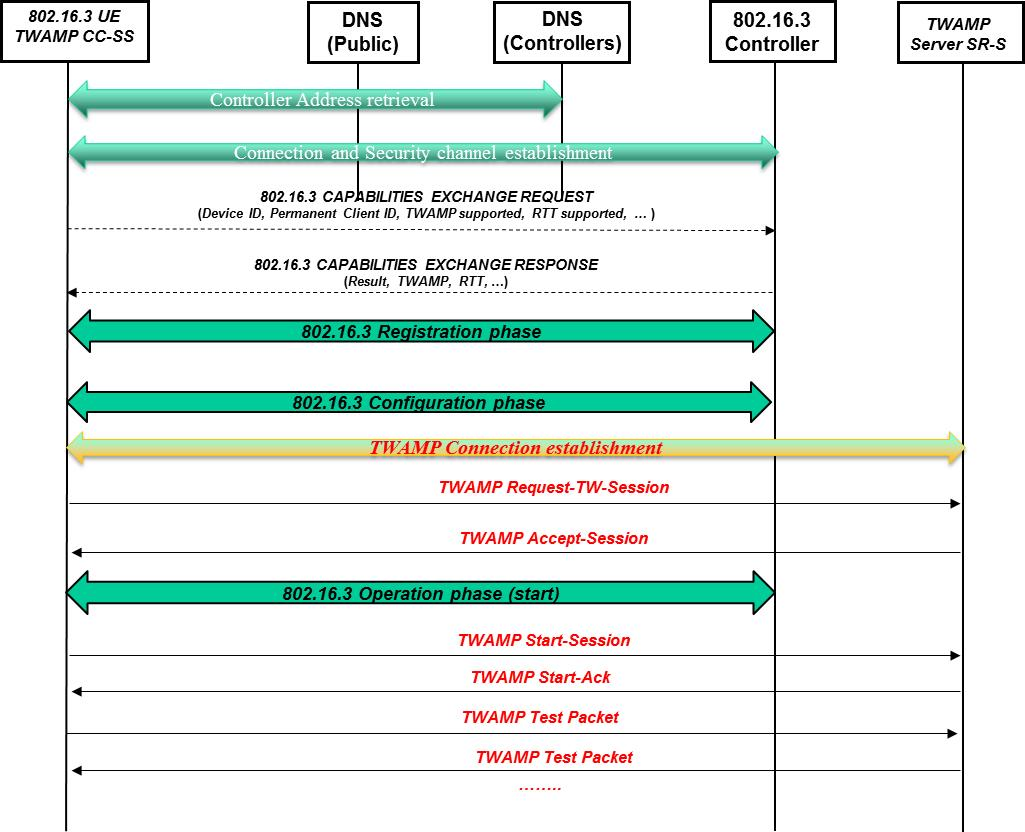 802.16.3 UE
TWAMP CC-SS
DNS
(Public)
DNS
(Controllers)
802.16.3
Controller
TWAMP
Server SR-S
Controller Address retrieval
Connection and Security channel establishment
802.16.3 CAPABILITIES EXCHANGE REQUEST
(Device ID, Permanent Client ID, TWAMP supported, RTT supported, ... )
802.16.3 CAPABILITIES EXCHANGE RESPONSE
(Result, TWAMP, RTT, ...)
802.16.3 Registration phase
802.16.3 Configuration phase
TWAMP Connection establishment
TWAMP Request-TW-Session
TWAMP Accept-Session
802.16.3 Operation phase (start)
TWAMP Start-Session
TWAMP Start-Ack
TWAMP Test Packet
TWAMP Test Packet
........